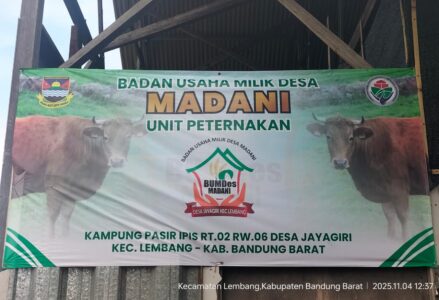 BADAN USAHA MILIK DESA
MADANI
UNIT PETERNAKAN
BADAN USAHA MILIK DESA MADANI
BUMDes
MADANI
DESA JAYAGIRI KEC. LEMBANG
KAMPUNG PASIR IPIS RT.02 RW.06 DESA JAYAGIRI
KEC. LEMBANG - KAB. BANDUNG BARAT
Kecamatan Lembang,Kabupaten Bandung Barat | 2025.11.04 12:37